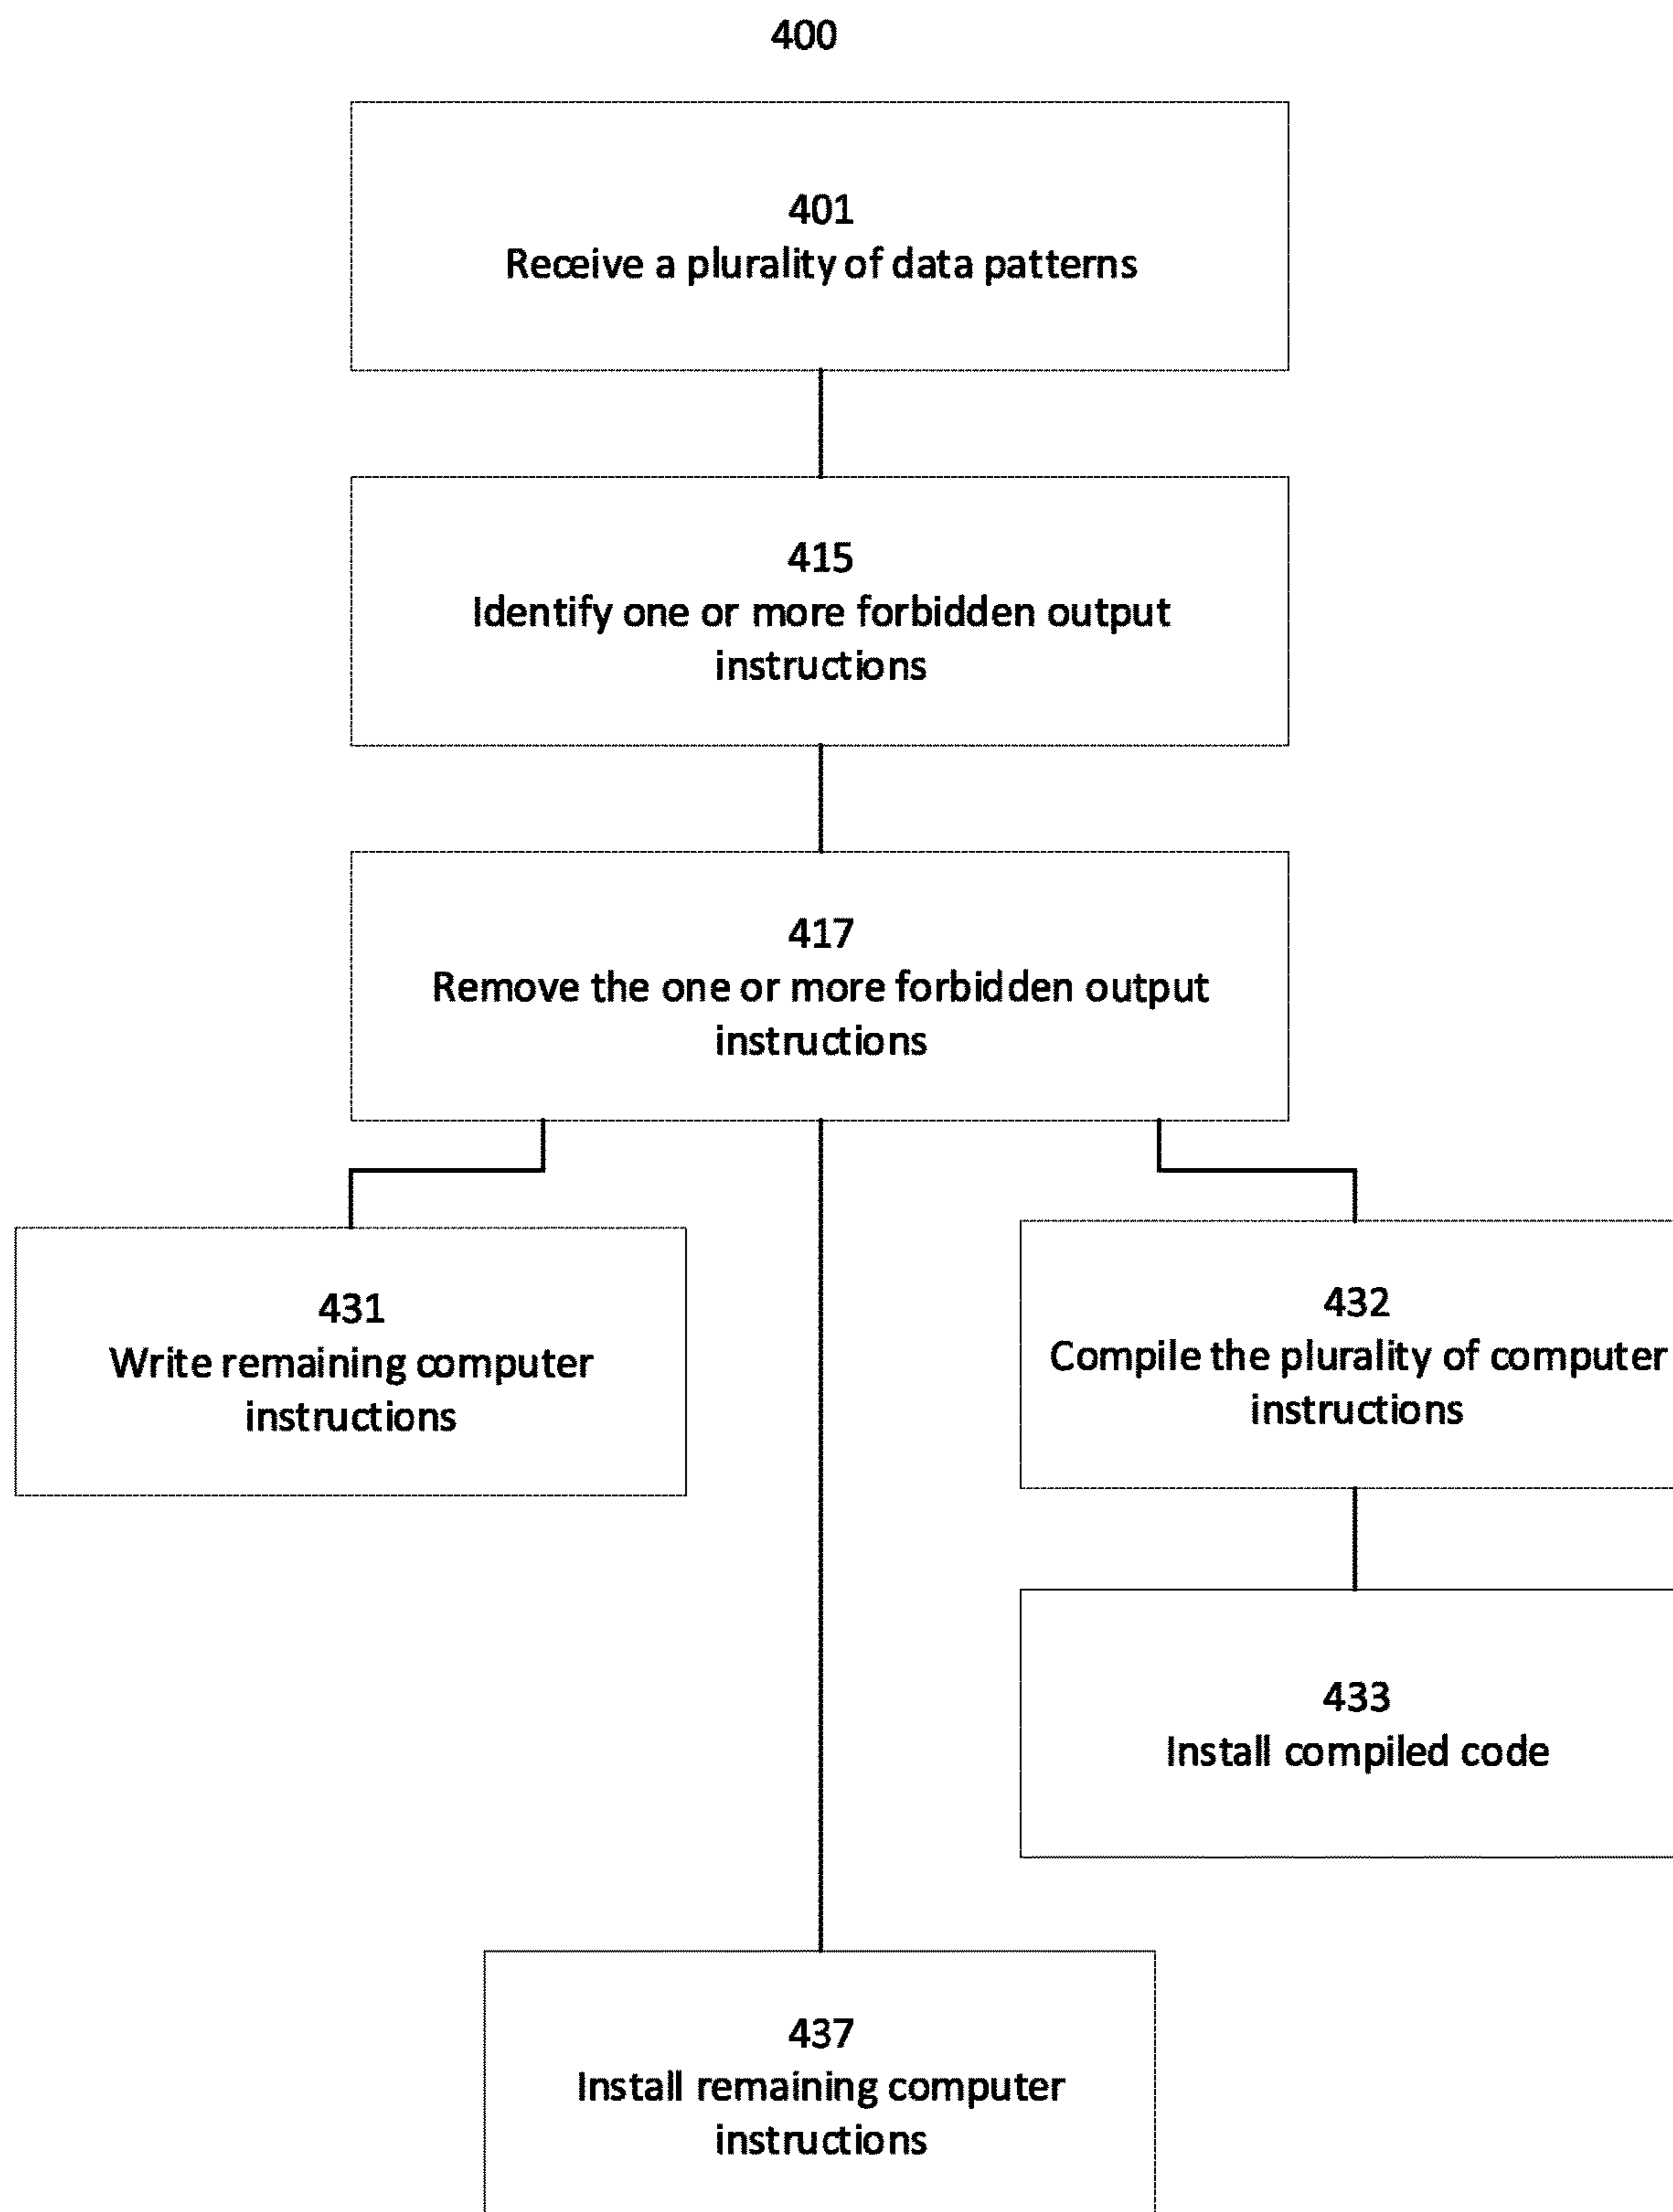 400
401
Receive a plurality of data patterns
415
Identify one or more forbidden output
instructions
417
Remove the one or more forbidden output
instructions
431
Write remaining computer
instructions
432
Compile the plurality of computer
instructions
433
Install compiled code
437
Install remaining computer
instructions